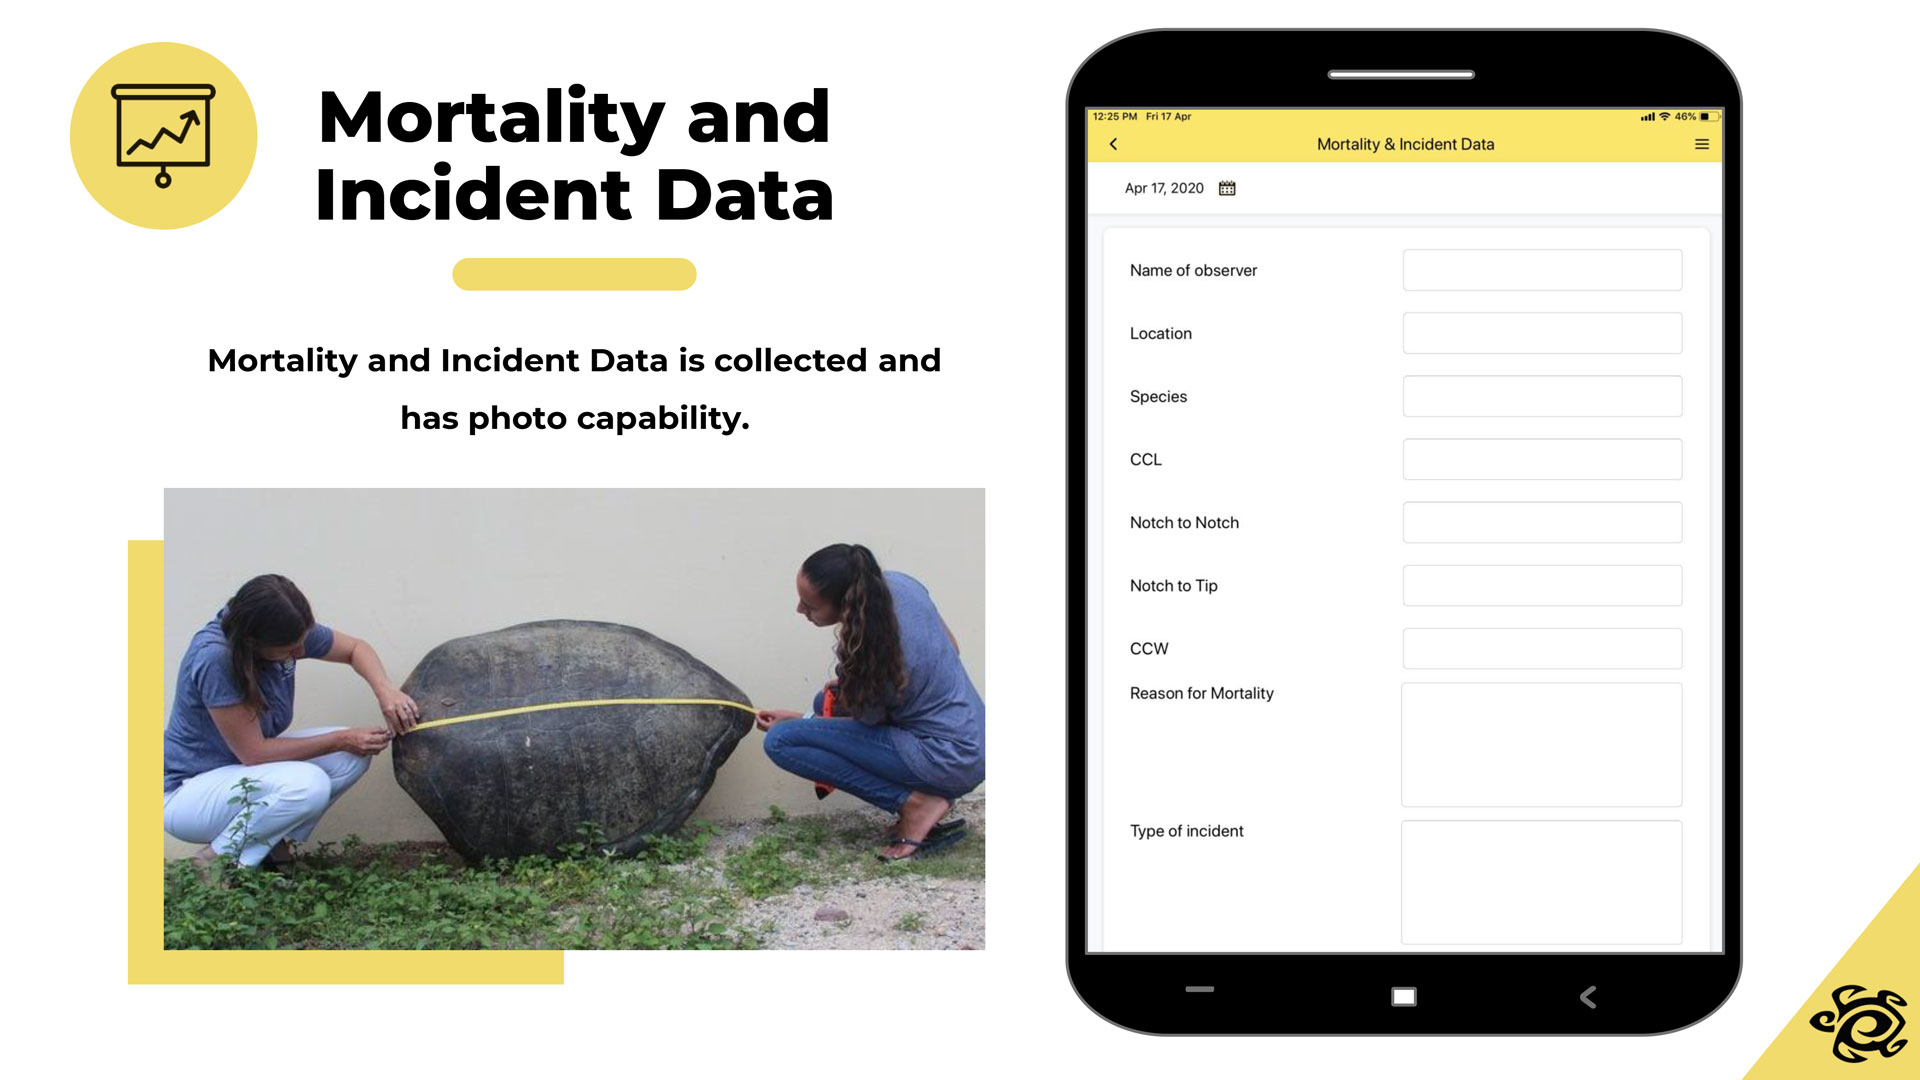 Mortality and
Incident Data
Mortality and Incident Data is collected and
has photo capability.
12:25 PM Fri 17 Apr
46%
Mortality & Incident Data
Apr 17, 2020
Name of observer
Location
Species
CCL
Notch to Notch
Notch to Tip
CCW
Reason for Mortality
Type of incident